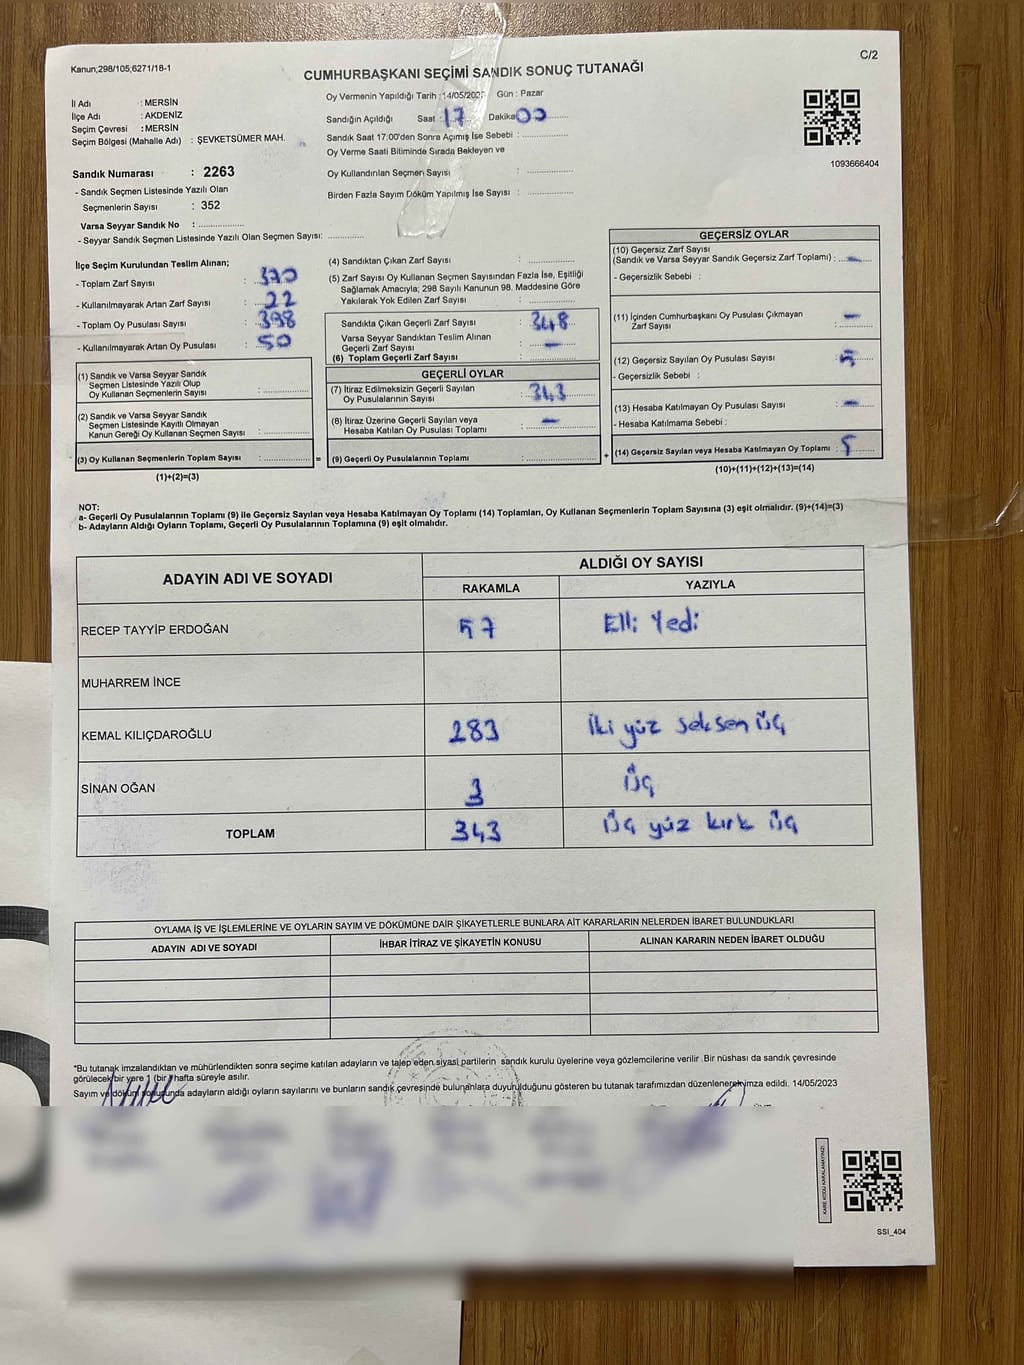 Kanun;298/105;6271/18-1
C/2
CUMHURBAŞKANI SEÇİMİ SANDIK SONUÇ TUTANAĞI
İl Adı : MERSİN
İlçe Adı : AKDENİZ
Seçim Çevresi : MERSİN
Seçim Bölgesi (Mahalle Adı) : ŞEVKETSÜMER MAH.
Sandık Numarası : 2263
- Sandık Seçmen Listesinde Yazılı Olan
Seçmenlerin Sayısı : 352
Varsa Seyyar Sandık No :
- Seyyar Sandık Seçmen Listesinde Yazılı Olan Seçmen Sayısı:
Oy Vermenin Yapıldığı Tarih : 14/05/2023 Gün : Pazar
Sandığın Açıldığı Saat : 17 Dakika 00
Sandık Saat 17:00'den Sonra Açımış İse Sebebi :
Oy Verme Saati Bitiminde Sırada Bekleyen ve
Oy Kullandırılan Seçmen Sayısı :
Birden Fazla Sayım Döküm Yapılmış İse Sayısı :
1093666404
İlçe Seçim Kurulundan Teslim Alınan;
- Toplam Zarf Sayısı : 370
- Kullanılmayarak Artan Zarf Sayısı : 22
- Toplam Oy Pusulası Sayısı : 398
- Kullanılmayarak Artan Oy Pusulası : 50
(1) Sandık ve Varsa Seyyar Sandık
Seçmen Listesinde Yazılı Olup
Oy Kullanan Seçmenlerin Sayısı :
(2) Sandık ve Varsa Seyyar Sandık
Seçmen Listesinde Kayıtlı Olmayan
Kanun Gereği Oy Kullanan Seçmen Sayısı :
(3) Oy Kullanan Seçmenlerin Toplam Sayısı :
(1)+(2)=(3)
(4) Sandıktan Çıkan Zarf Sayısı :
(5) Zarf Sayısı Oy Kullanan Seçmen Sayısından Fazla İse, Eşitliği
Sağlamak Amacıyla; 298 Sayılı Kanunun 98. Maddesine Göre
Yakılarak Yok Edilen Zarf Sayısı :
Sandıkta Çıkan Geçerli Zarf Sayısı : 348
Varsa Seyyar Sandıktan Teslim Alınan
Geçerli Zarf Sayısı : -
(6) Toplam Geçerli Zarf Sayısı :
GEÇERLİ OYLAR
(7) İtiraz Edilmeksizin Geçerli Sayılan
Oy Pusulalarının Sayısı : 343
(8) İtiraz Üzerine Geçerli Sayılan veya
Hesaba Katılan Oy Pusulası Toplamı : -
= (9) Geçerli Oy Pusulalarının Toplamı :
GEÇERSİZ OYLAR
(10) Geçersiz Zarf Sayısı
(Sandık ve Varsa Seyyar Sandık Geçersiz Zarf Toplamı) : -
- Geçersizlik Sebebi :
(11) İçinden Cumhurbaşkanı Oy Pusulası Çıkmayan
Zarf Sayısı : -
(12) Geçersiz Sayılan Oy Pusulası Sayısı : 5
- Geçersizlik Sebebi :
(13) Hesaba Katılmayan Oy Pusulası Sayısı : -
- Hesaba Katılmama Sebebi :
+ (14) Geçersiz Sayılan veya Hesaba Katılmayan Oy Toplamı : 5
(10)+(11)+(12)+(13)=(14)
NOT:
a- Geçerli Oy Pusulalarının Toplamı (9) ile Geçersiz Sayılan veya Hesaba Katılmayan Oy Toplamı (14) Toplamları, Oy Kullanan Seçmenlerin Toplam Sayısına (3) eşit olmalıdır. (9)+(14)=(3)
b- Adayların Aldığı Oyların Toplamı, Geçerli Oy Pusulalarının Toplamına (9) eşit olmalıdır.
ADAYIN ADI VE SOYADI
ALDIĞI OY SAYISI
RAKAMLA YAZIYLA
RECEP TAYYİP ERDOĞAN 57 Elli Yedi
MUHARREM İNCE
KEMAL KILIÇDAROĞLU 283 İki yüz seksen üç
SİNAN OĞAN 3 üç
TOPLAM 343 üç yüz kırk üç
OYLAMA İŞ VE İŞLEMLERİNE VE OYLARIN SAYIM VE DÖKÜMÜNE DAİR ŞİKAYETLERLE BUNLARA AİT KARARLARIN NELERDEN İBARET BULUNDUKLARI
ADAYIN ADI VE SOYADI İHBAR İTİRAZ VE ŞİKAYETİN KONUSU ALINAN KARARIN NEDEN İBARET OLDUĞU
*Bu tutanak imzalandıktan ve mühürlendikten sonra seçime katılan adayların ve talep eden siyasi partilerin sandık kurulu üyelerine veya gözlemcilerine verilir .Bir nüshası da sandık çevresinde
görülecek bir yere 1 (bir) hafta süreyle asılır.
Sayım ve döküm sonucunda adayların aldığı oyların sayılarını ve bunların sandık çevresinde bulunanlara duyurulduğunu gösteren bu tutanak tarafımızdan düzenlenerek imza edildi. 14/05/2023
KARE KODU KARALAMAYINIZ!
SSI_404